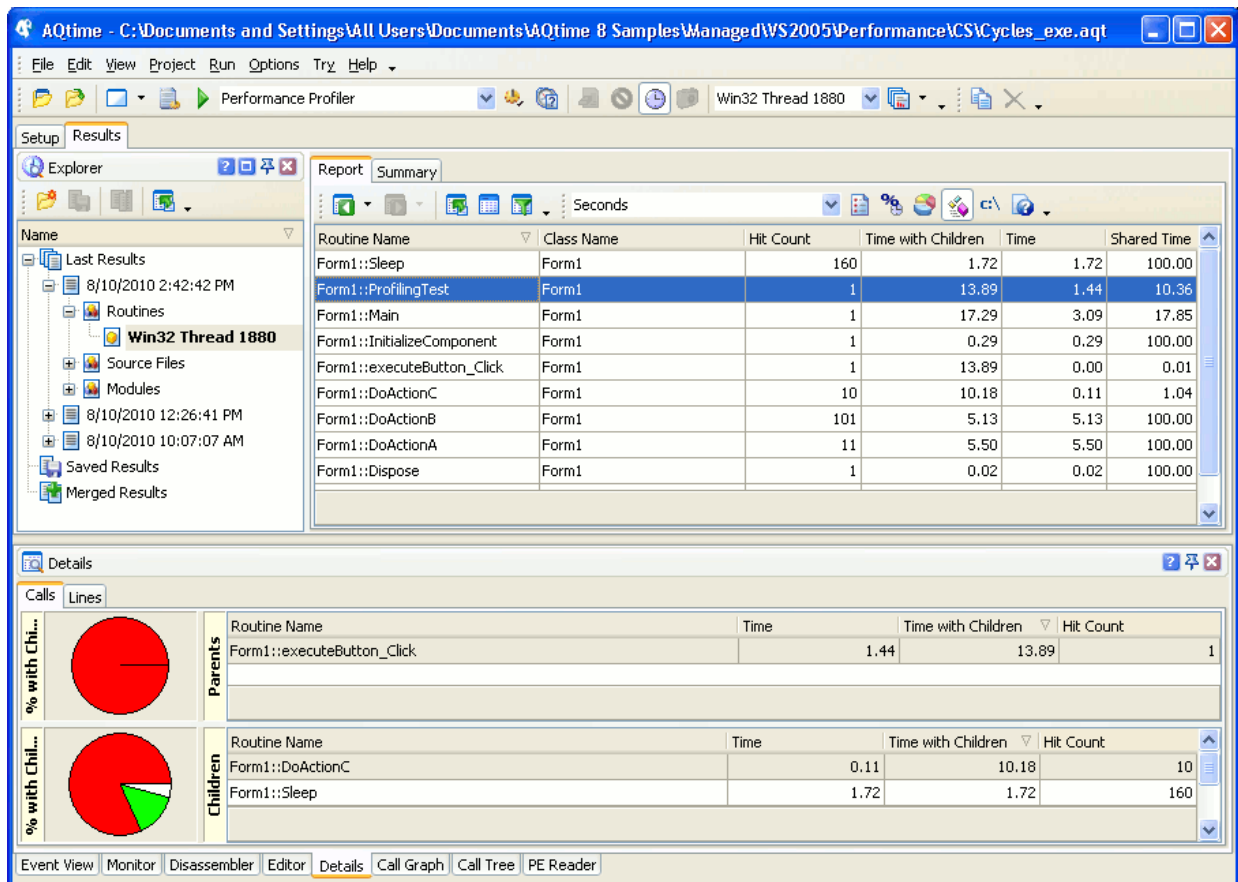 AQtime - C:\Documents and Settings\All Users\Documents\AQtime 8 Samples\Managed\VS2005\Performance\CS\Cycles_exe.aqt
File Edit View Project Run Options Try Help
Performance Profiler Win32 Thread 1880
Setup Results
Explorer
Name
Last Results
8/10/2010 2:42:42 PM
Routines
Win32 Thread 1880
Source Files
Modules
8/10/2010 12:26:41 PM
8/10/2010 10:07:07 AM
Saved Results
Merged Results
Report Summary
Seconds c:\
Routine Name Class Name Hit Count Time with Children Time Shared Time
Form1::Sleep Form1 160 1.72 1.72 100.00
Form1::ProfilingTest Form1 1 13.89 1.44 10.36
Form1::Main Form1 1 17.29 3.09 17.85
Form1::InitializeComponent Form1 1 0.29 0.29 100.00
Form1::executeButton_Click Form1 1 13.89 0.00 0.01
Form1::DoActionC Form1 10 10.18 0.11 1.04
Form1::DoActionB Form1 101 5.13 5.13 100.00
Form1::DoActionA Form1 11 5.50 5.50 100.00
Form1::Dispose Form1 1 0.02 0.02 100.00
Details
Calls Lines
% with Chi...
Parents
Routine Name Time Time with Children Hit Count
Form1::executeButton_Click 1.44 13.89 1
% with Chil...
Children
Routine Name Time Time with Children Hit Count
Form1::DoActionC 0.11 10.18 10
Form1::Sleep 1.72 1.72 160
Event View Monitor Disassembler Editor Details Call Graph Call Tree PE Reader